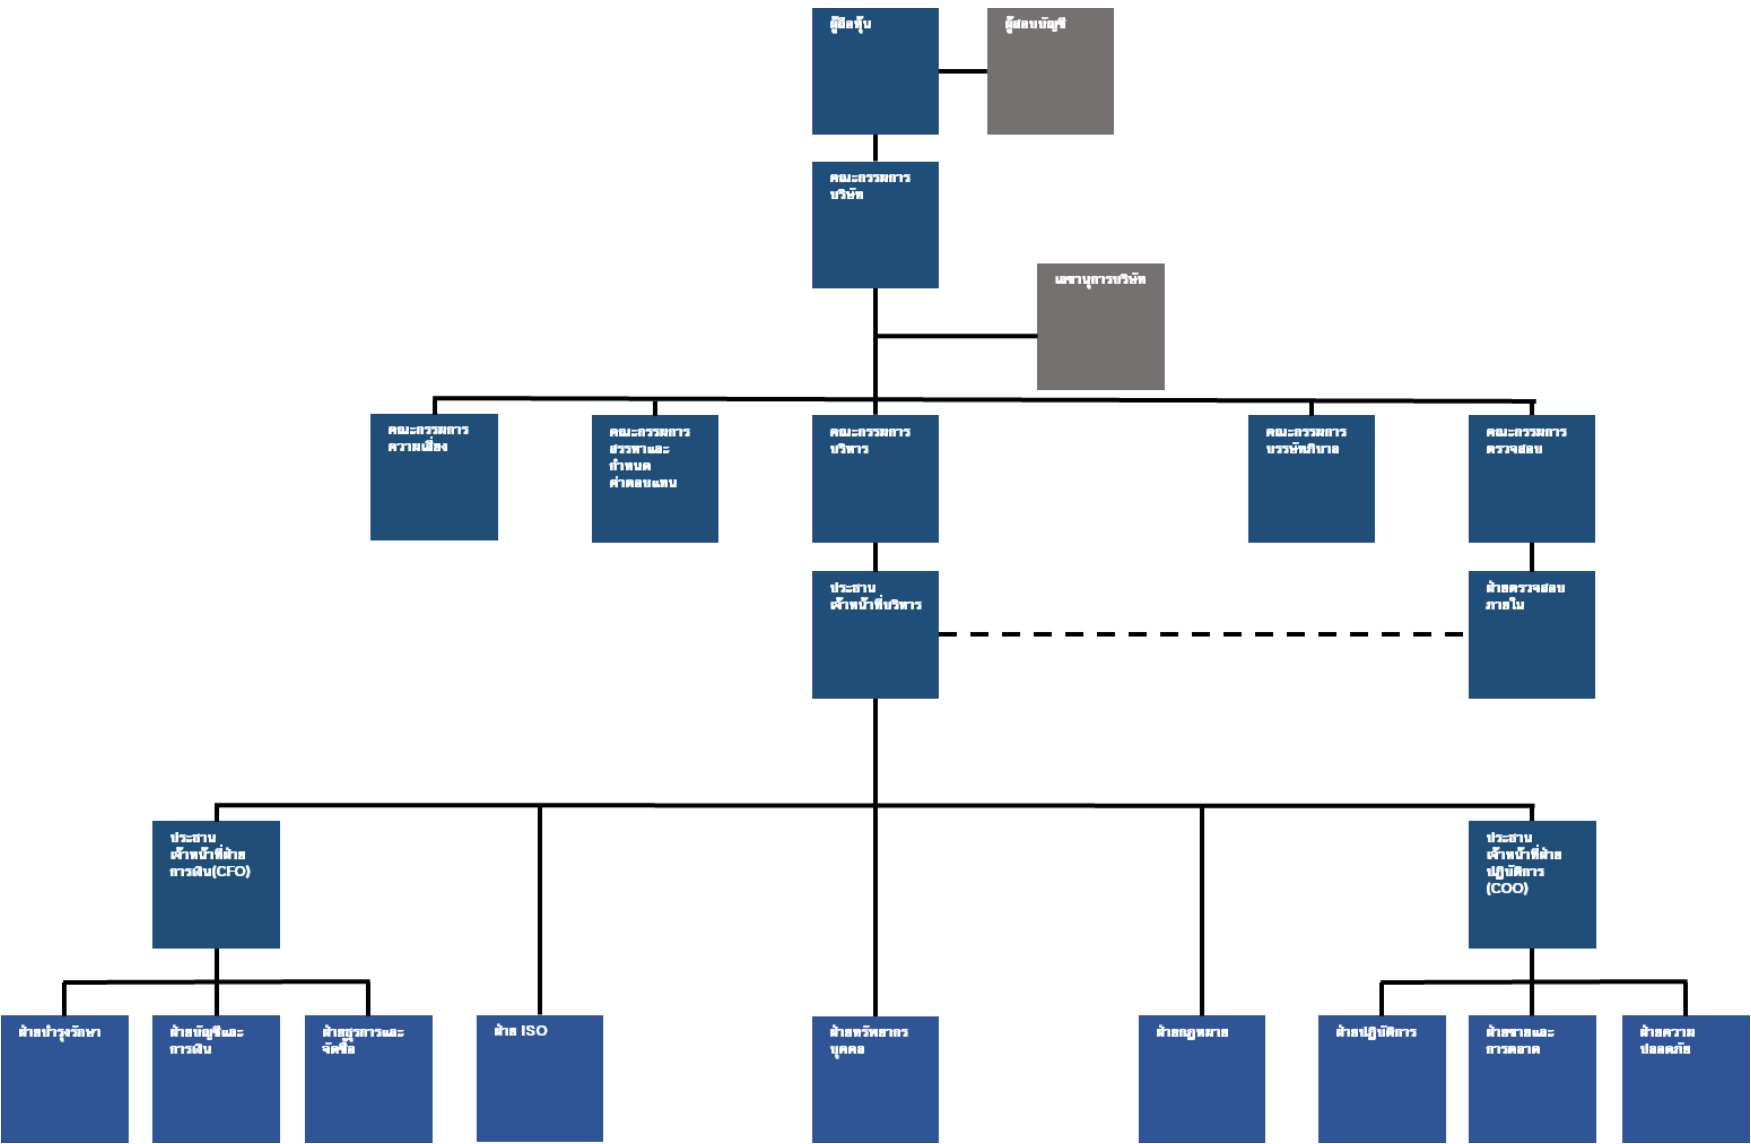 ผู้ถือหุ้น
ผู้สอบบัญชี
คณะกรรมการ
บริษัท
เลขานุการบริษัท
คณะกรรมการ
ความเสี่ยง
คณะกรรมการ
สรรหาและ
กำหนด
ค่าตอบแทน
คณะกรรมการ
บริหาร
คณะกรรมการ
บรรษัทภิบาล
คณะกรรมการ
ตรวจสอบ
ประธาน
เจ้าหน้าที่บริหาร
ฝ่ายตรวจสอบ
ภายใน
ประธาน
เจ้าหน้าที่ฝ่าย
การเงิน(CFO)
ประธาน
เจ้าหน้าที่ฝ่าย
ปฏิบัติการ
(COO)
ฝ่ายบำรุงรักษา
ฝ่ายบัญชีและ
การเงิน
ฝ่ายธุรการและ
จัดซื้อ
ฝ่าย ISO
ฝ่ายทรัพยากร
บุคคล
ฝ่ายกฎหมาย
ฝ่ายปฏิบัติการ
ฝ่ายขายและ
การตลาด
ฝ่ายความ
ปลอดภัย